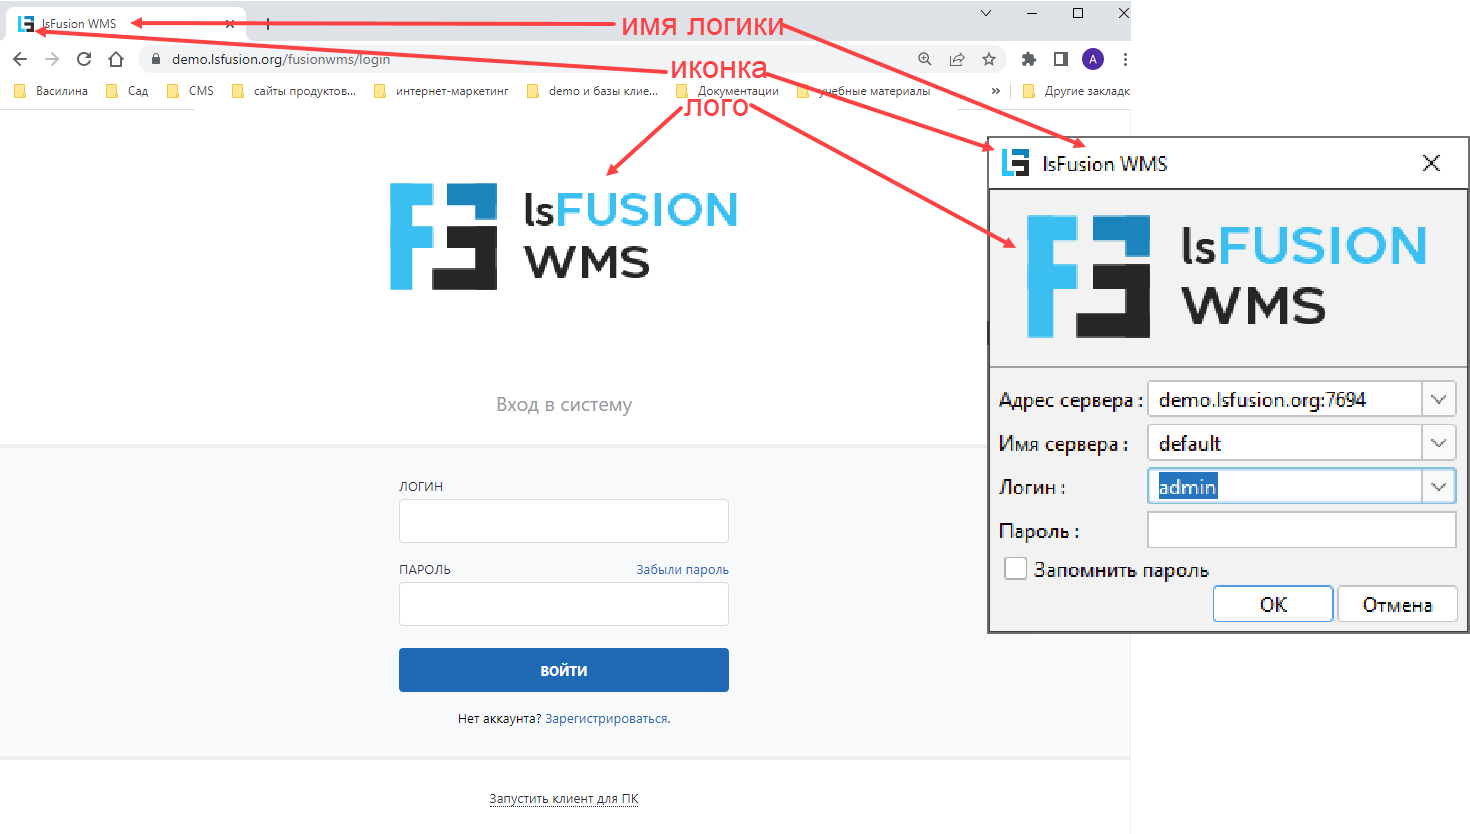 lsFusion WMS
имя логики
demo.lsfusion.org/fusionwms/login
иконка
A
Василина
Сад
CMS
сайты продуктов...
интернет-маркетинг
demo и базы клие...
Документации
учебные материалы
»
Другие закладк
лого
lsFUSION
WMS
Вход в систему
ЛОГИН
ПАРОЛЬ
Забыли пароль
ВОЙТИ
Нет аккаунта? Зарегистрироваться.
Запустить клиент для ПК
lsFusion WMS
lsFUSION
WMS
Адрес сервера : demo.lsfusion.org:7694
Имя сервера : default
Логин : admin
Пароль :
Запомнить пароль
OK
Отмена